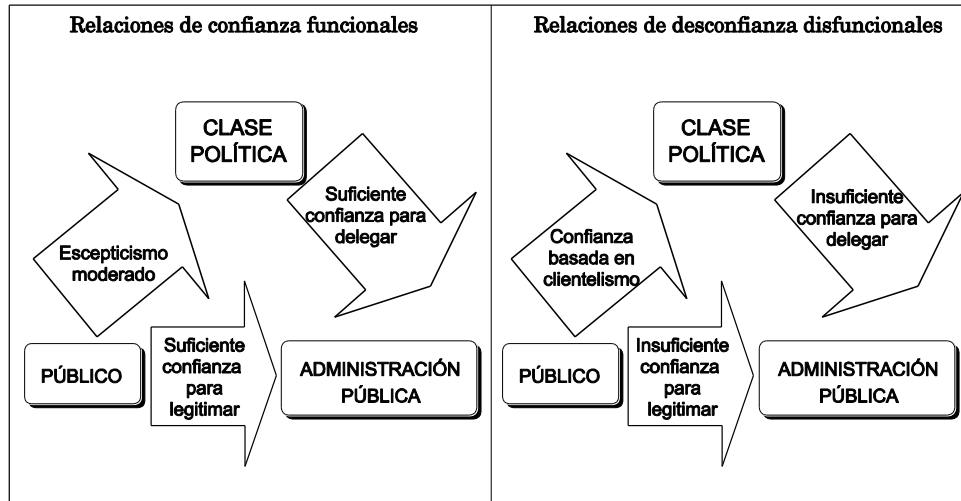 Relaciones de confianza funcionales
CLASE
POLÍTICA
Suficiente
confianza para
delegar
Escepticismo
moderado
PÚBLICO
Suficiente
confianza
para
legitimar
ADMINISTRACIÓN
PÚBLICA
Relaciones de desconfianza disfuncionales
CLASE
POLÍTICA
Insuficiente
confianza para
delegar
Confianza
basada en
clientelismo
PÚBLICO
Insuficiente
confianza
para
legitimar
ADMINISTRACIÓN
PÚBLICA